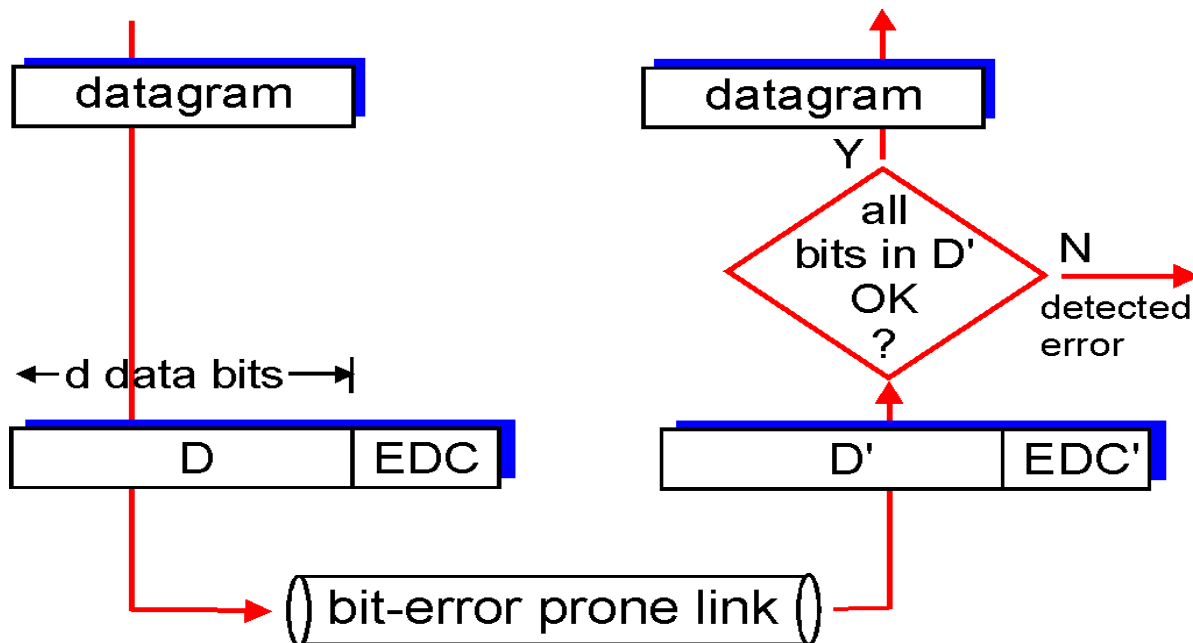 datagram
d data bits
D
EDC
bit-error prone link
datagram
Y
all
bits in D'
OK
?
N
detected
error
D'
EDC'